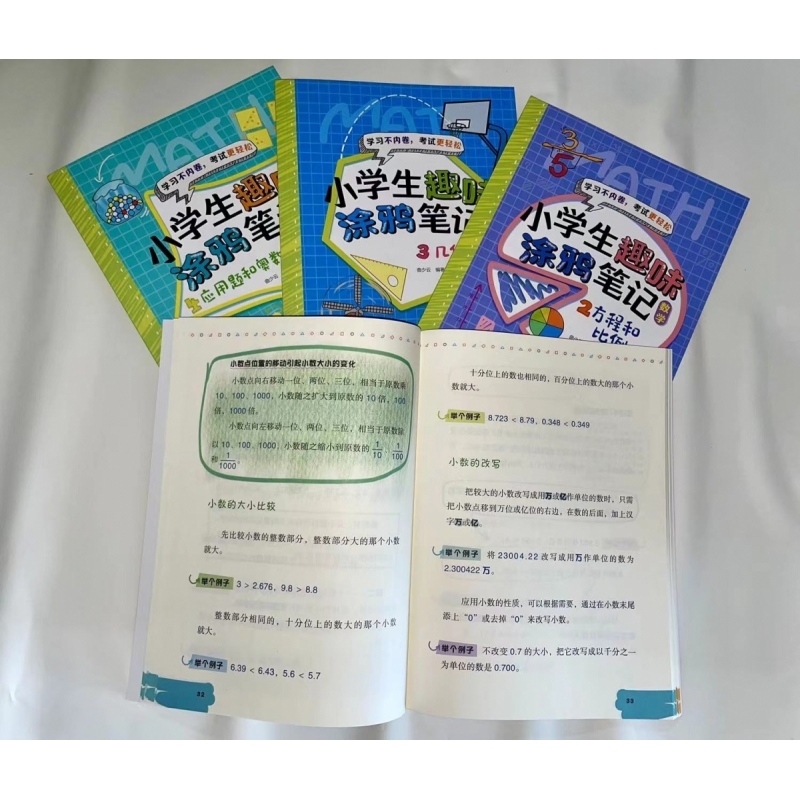 MATH
学习不内卷，考试更轻松
小学生趣味
涂鸦笔
应用题和奥数
学习不内卷，考试更轻松
小学生趣味
涂鸦笔记
3几
编著
3
5
MATH
学习不内卷，考试更轻松
小学生趣味
涂鸦笔记
数学
2方程和
比例
小数点位置的移动引起小数大小的变化
小数点向右移动一位、两位、三位，相当于原数乘
10、100、1000，小数随之扩大到原数的 10 倍、100
倍、1000 倍。
小数点向左移动一位、两位、三位，相当于原数除
以 10、100、1000，小数随之缩小到原数的 1/10、1/100
和 1/1000。
小数的大小比较
先比较小数的整数部分，整数部分大的那个小数
就大。
举个例子 3 > 2.676，9.8 > 8.8
整数部分相同的，十分位上的数大的那个小数
就大。
举个例子 6.39 < 6.43，5.6 < 5.7
十分位上的数也相同的，百分位上的数大的那个小
数就大。
举个例子 8.723 < 8.79，0.348 < 0.349
小数的改写
把较大的小数改写成用万或亿作单位的数时，只需
把小数点移到万位或亿位的右边，在数的后面，加上汉
字万或亿。
举个例子 将 23004.22 改写成用万作单位的数为
2.300422 万。
应用小数的性质，可以根据需要，通过在小数末尾
添上“0”或去掉“0”来改写小数。
举个例子 不改变 0.7 的大小，把它改写成以千分之一
为单位的数是 0.700。
33